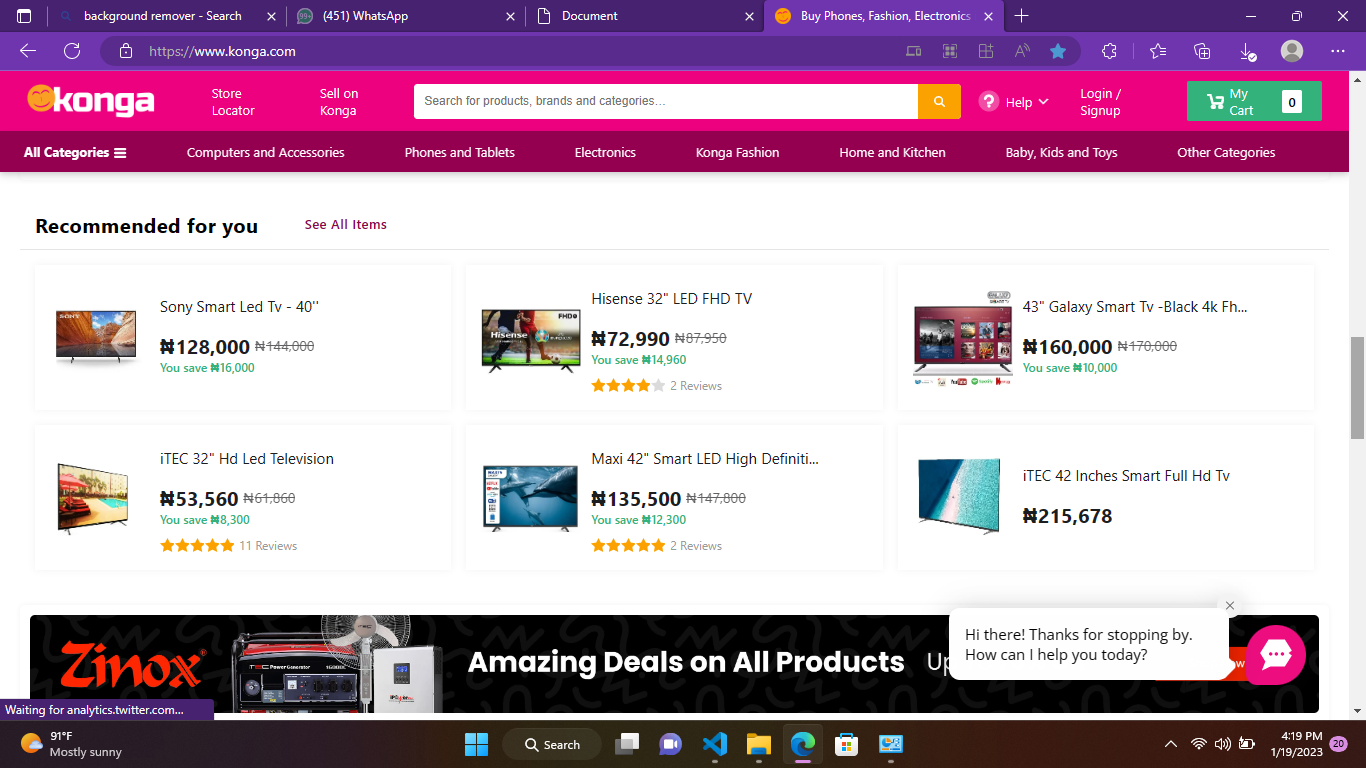 background remover - Search
(451) WhatsApp
Document
Buy Phones, Fashion, Electronics
https://www.konga.com
konga
Store
Locator
Sell on
Konga
Search for products, brands and categories…
?
Help
Login /
Signup
My
Cart
0
All Categories
Computers and Accessories
Phones and Tablets
Electronics
Konga Fashion
Home and Kitchen
Baby, Kids and Toys
Other Categories
Recommended for you
See All Items
SONY
Sony Smart Led Tv - 40''
₦128,000 ₦144,000
You save ₦16,000
FHD
Hisense
Hisense 32" LED FHD TV
₦72,990 ₦87,950
You save ₦14,960
2 Reviews
43" Galaxy Smart Tv -Black 4k Fh...
₦160,000 ₦170,000
You save ₦10,000
iTEC 32" Hd Led Television
₦53,560 ₦61,860
You save ₦8,300
11 Reviews
Maxi 42" Smart LED High Definiti...
₦135,500 ₦147,800
You save ₦12,300
2 Reviews
iTEC 42 Inches Smart Full Hd Tv
₦215,678
Zinox
Amazing Deals on All Products
Hi there! Thanks for stopping by.
How can I help you today?
Waiting for analytics.twitter.com...
91°F
Mostly sunny
Search
4:19 PM
1/19/2023
20